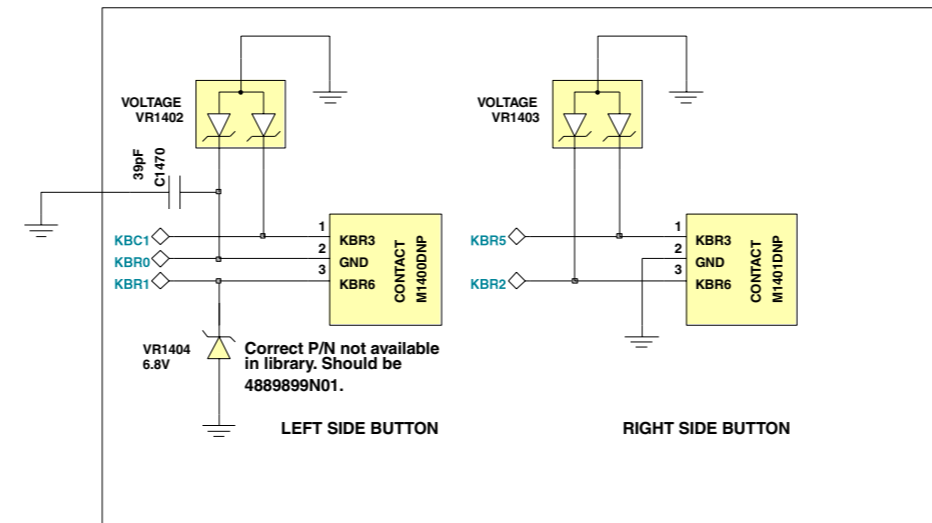 VOLTAGE
VR1402
39pF
C1470
KBC1
KBR0
KBR1
1
2
3
KBR3
GND
KBR6
CONTACT
M1400DNP
VR1404
6.8V
Correct P/N not available
in library. Should be
4889899N01.
LEFT SIDE BUTTON
VOLTAGE
VR1403
KBR5
KBR2
1
2
3
KBR3
GND
KBR6
CONTACT
M1401DNP
RIGHT SIDE BUTTON